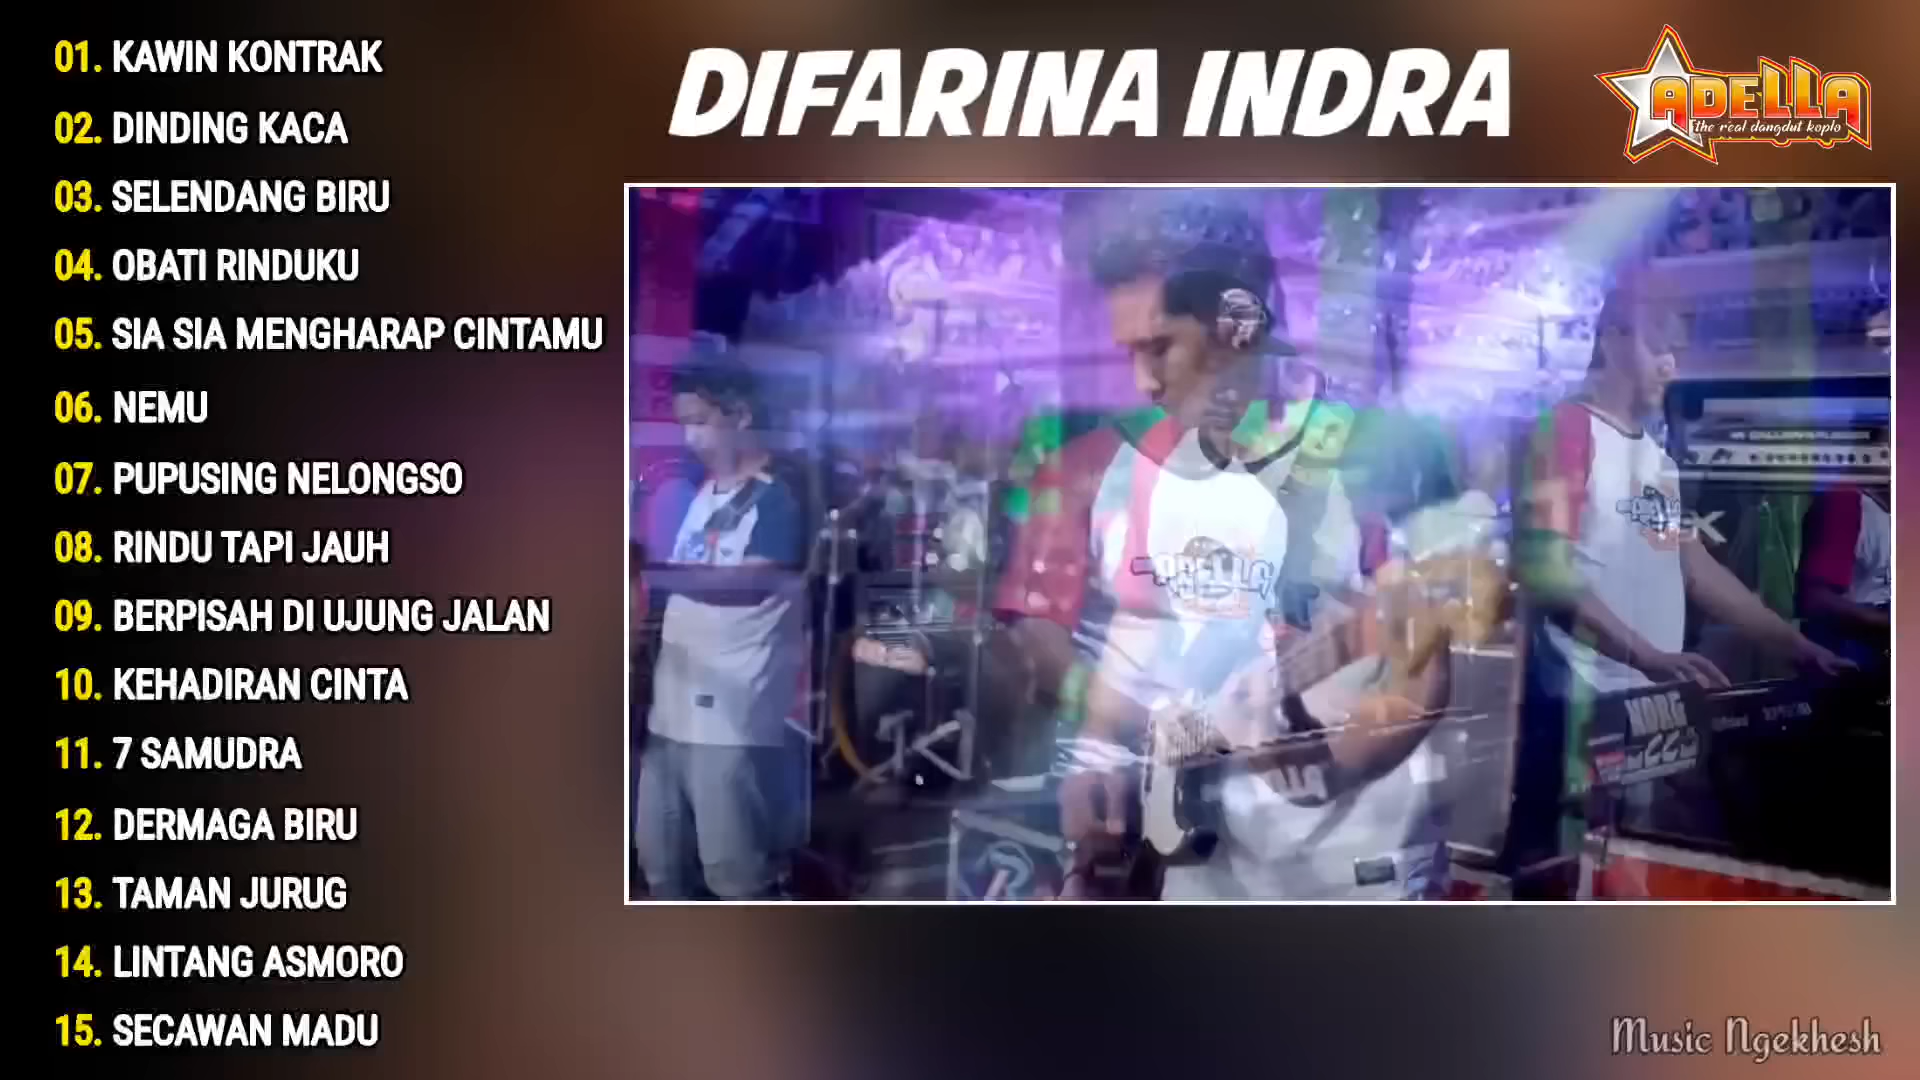 01. KAWIN KONTRAK
02. DINDING KACA
03. SELENDANG BIRU
04. OBATI RINDUKU
05. SIA SIA MENGHARAP CINTAMU
06. NEMU
07. PUPUSING NELONGSO
08. RINDU TAPI JAUH
09. BERPISAH DI UJUNG JALAN
10. KEHADIRAN CINTA
11. 7 SAMUDRA
12. DERMAGA BIRU
13. TAMAN JURUG
14. LINTANG ASMORO
15. SECAWAN MADU
DIFARINA INDRA
ADELLA
the real dangdut koplo
ADELLA
KORG
Music Ngekhesh